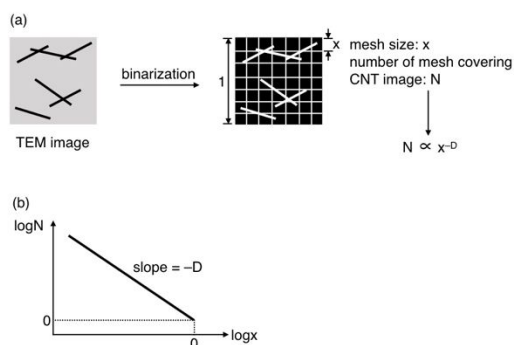 (a)
binarization
TEM image
1
x
mesh size: x
number of mesh covering
CNT image: N
N ∝ x⁻ᴰ
(b)
logN
slope = –D
0
0
logx